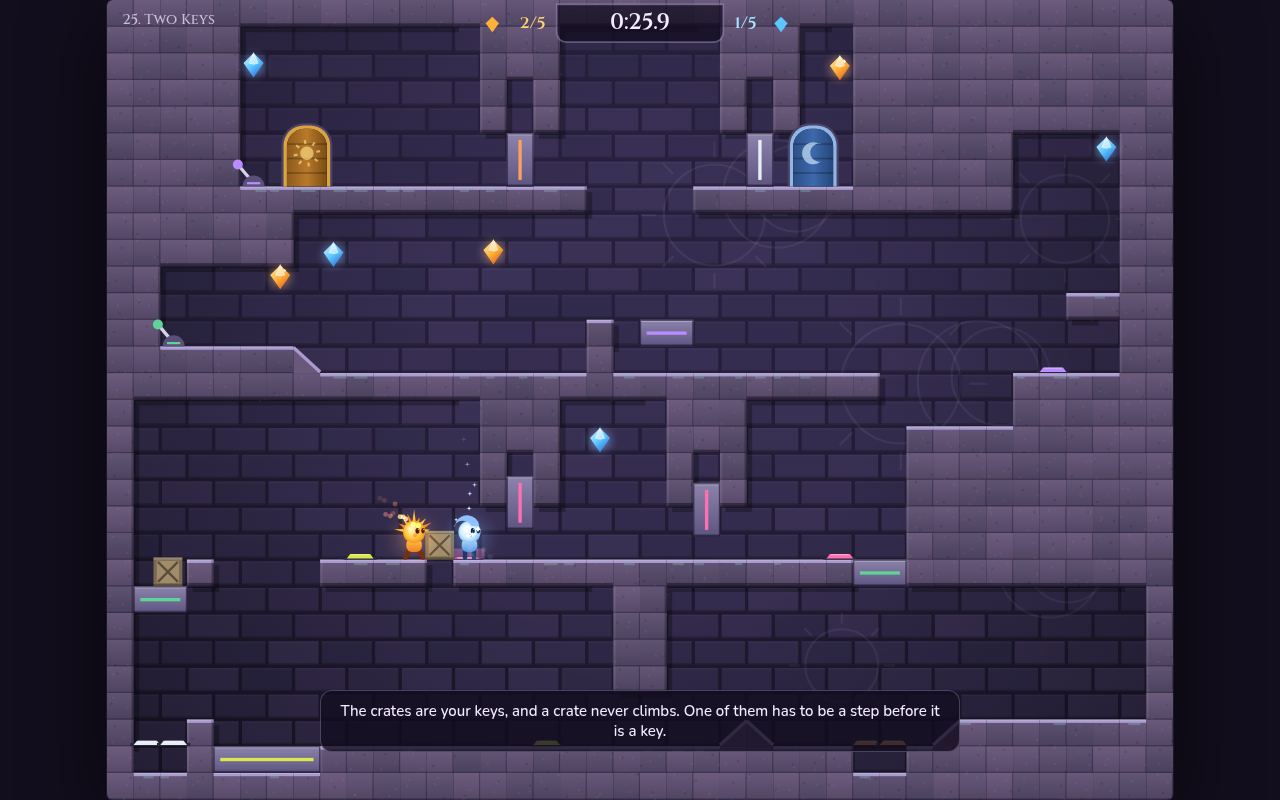 25. Two Keys
2/5
0:25.9
1/5
The crates are your keys, and a crate never climbs. One of them has to be a step before it
is a key.